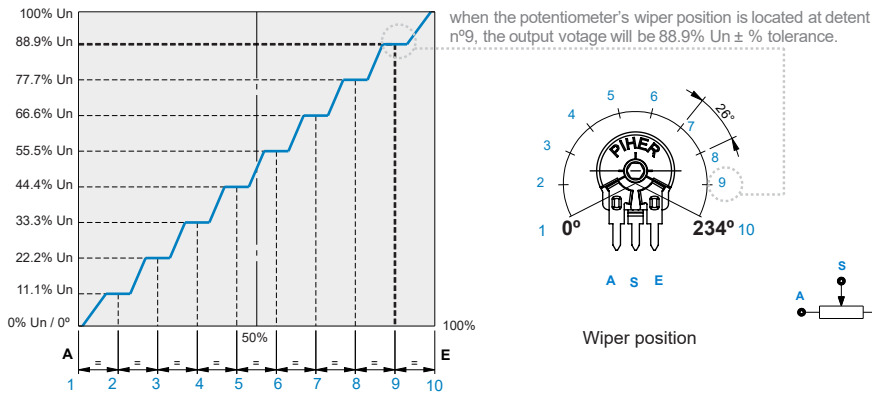 100% Un
88.9% Un
77.7% Un
66.6% Un
55.5% Un
44.4% Un
33.3% Un
22.2% Un
11.1% Un
0% Un / 0º
50%
100%
A
E
= = = = = = = = =
1 2 3 4 5 6 7 8 9 10
when the potentiometer's wiper position is located at detent
nº9, the output votage will be 88.9% Un ± % tolerance.
5 6
4 7
26°
3 8
2 9
1 0º 234º 10
PIHER
A S E
Wiper position
S
A